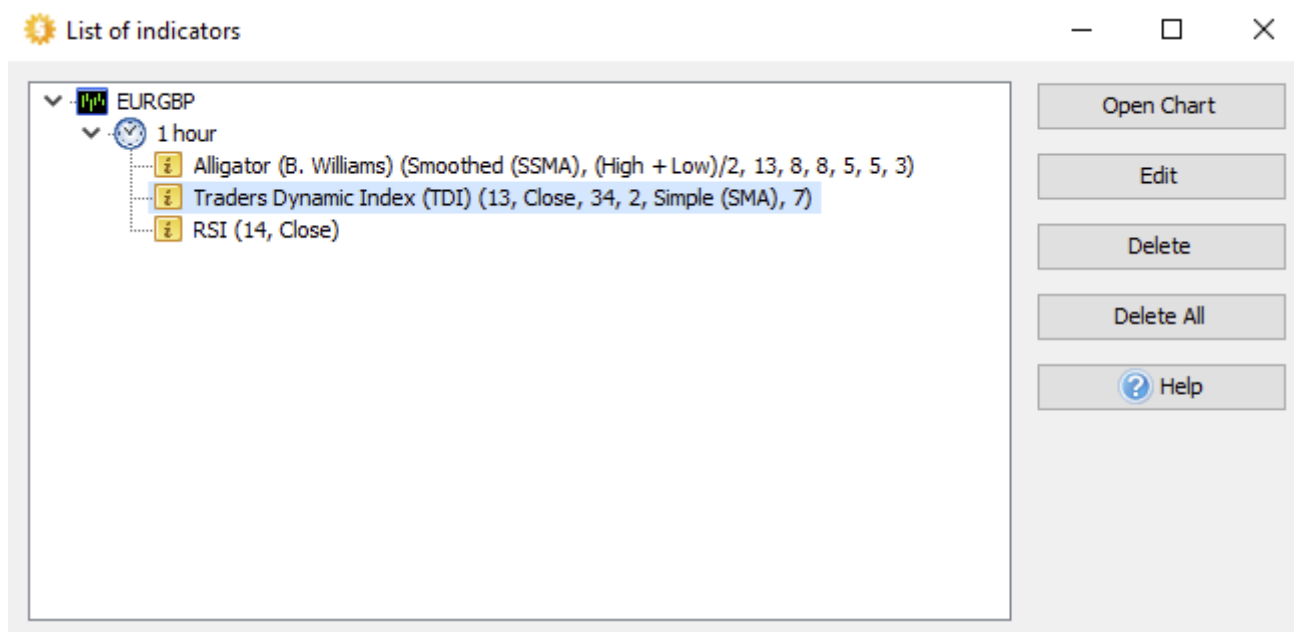 List of indicators
EURGBP
1 hour
Alligator (B. Williams) (Smoothed (SSMA), (High + Low)/2, 13, 8, 8, 5, 5, 3)
Traders Dynamic Index (TDI) (13, Close, 34, 2, Simple (SMA), 7)
RSI (14, Close)
Open Chart
Edit
Delete
Delete All
Help